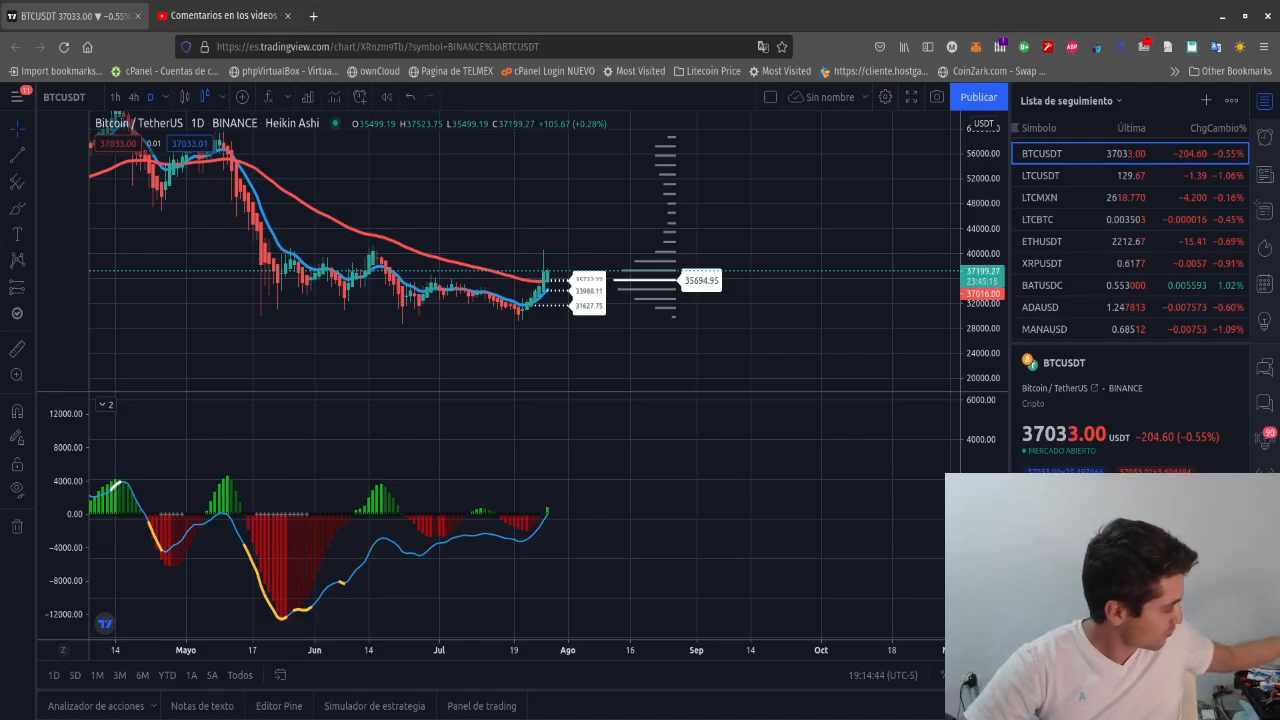 BTCUSDT 37033.00 ▼ −0.55%
Comentarios en los videos
https://es.tradingview.com/chart/XRnzm9Tb/?symbol=BINANCE%3ABTCUSDT
Import bookmarks...
cPanel - Cuentas de c...
phpVirtualBox - Virtua...
ownCloud
Pagina de TELMEX
cPanel Login NUEVO
Most Visited
Litecoin Price
Most Visited
https://cliente.hostga...
CoinZark.com - Swap ...
Other Bookmarks
11
BTCUSDT
1h
4h
D
Sin nombre
Publicar
Lista de seguimiento
Bitcoin / TetherUS 1D BINANCE Heikin Ashi
O35499.19 H37523.75 L35499.19 C37199.27 +105.67 (+0.28%)
USDT
37033.00
0.01
37033.01
56000.00
52000.00
48000.00
44000.00
40000.00
37199.27
23:45:15
37016.00
32000.00
28000.00
24000.00
20000.00
35694.95
33988.11
31627.75
2
12000.00
8000.00
4000.00
0.00
−4000.00
−8000.00
−12000.00
6000.00
4000.00
14
Mayo
17
Jun
14
Jul
19
Ago
16
Sep
14
Oct
18
Z
1D
5D
1M
3M
6M
YTD
1A
5A
Todos
19:14:44 (UTC-5)
Analizador de acciones
Notas de texto
Editor Pine
Simulador de estrategia
Panel de trading
Símbolo Última Chg Cambio%
BTCUSDT 37033.00 −204.60 −0.55%
LTCUSDT 129.67 −1.39 −1.06%
LTCMXN 2618.770 −4.200 −0.16%
LTCBTC 0.003503 −0.000016 −0.45%
ETHUSDT 2212.67 −15.41 −0.69%
XRPUSDT 0.6177 −0.0057 −0.91%
BATUSDC 0.553000 0.005593 1.02%
ADAUSD 1.247813 −0.007574 −0.60%
MANAUSD 0.68512 −0.00753 −1.09%
BTCUSDT
Bitcoin / TetherUS • BINANCE
Cripto
37033.00 USDT −204.60 (−0.55%)
MERCADO ABIERTO
90